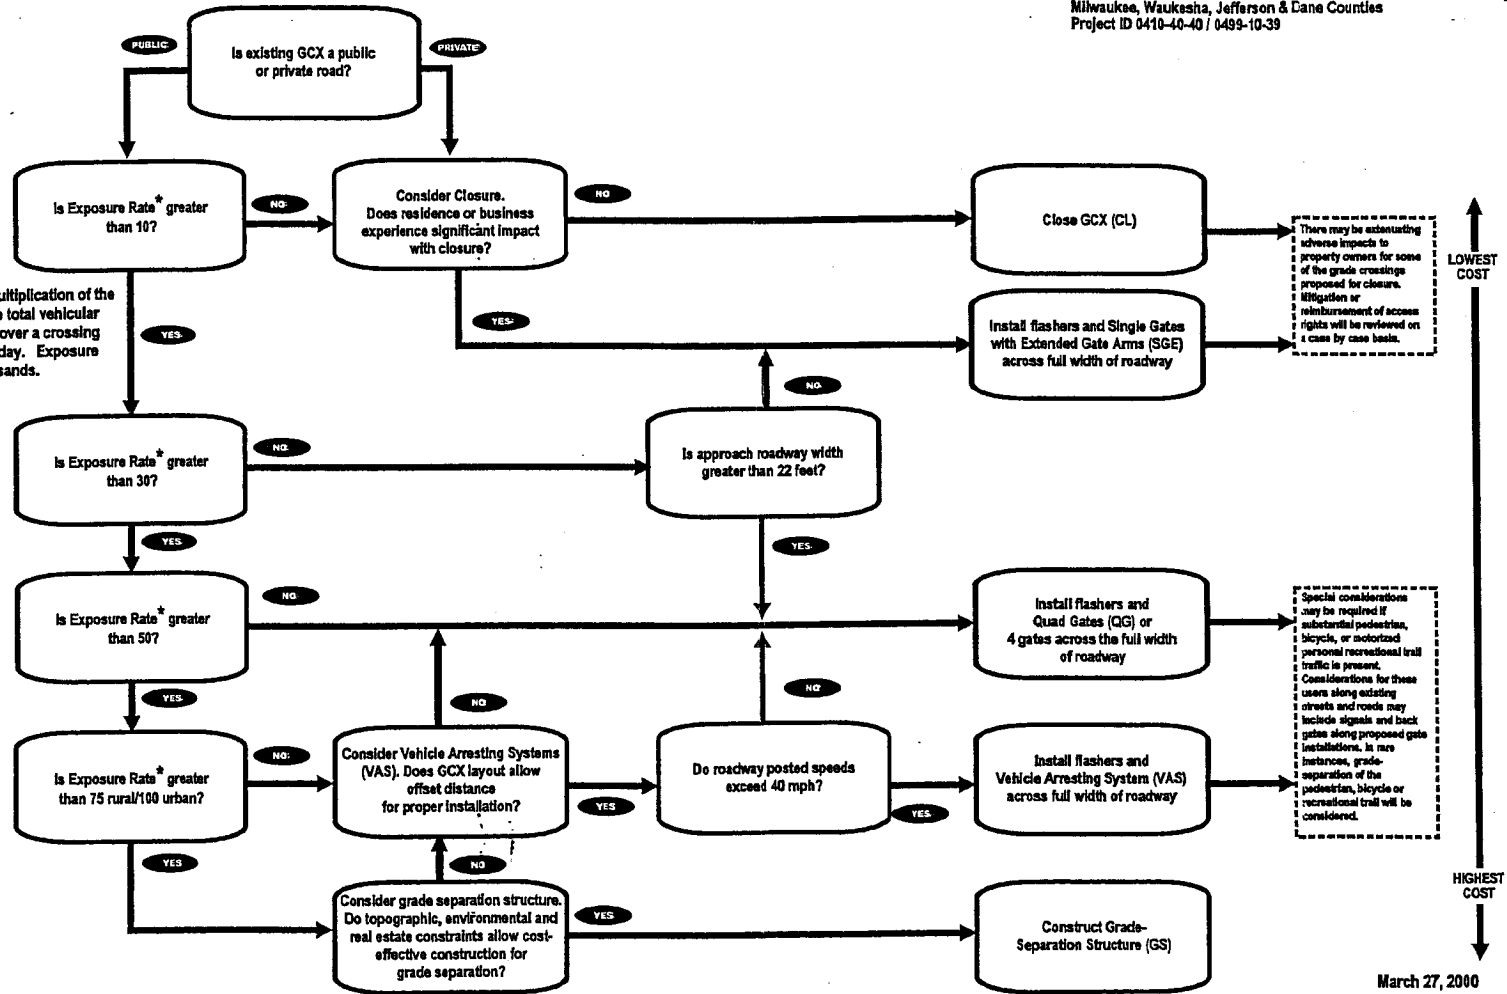 Milwaukee, Waukesha, Jefferson & Dane Counties
Project ID 0410-40-40 / 0499-10-39
PUBLIC
Is existing GCX a public
or private road?
PRIVATE
Is Exposure Rate* greater
than 10?
NO
Consider Closure.
Does residence or business
experience significant impact
with closure?
NO
Close GCX (CL)
There may be extenuating
adverse impacts to
property owners for some
of the grade crossings
proposed for closure.
Mitigation or
reimbursement of access
rights will be reviewed on
a case by case basis.
LOWEST
COST
ultiplication of the
total vehicular
over a crossing
day. Exposure
sands.
YES
YES
Install flashers and Single Gates
with Extended Gate Arms (SGE)
across full width of roadway
NO
Is Exposure Rate* greater
than 30?
NO
Is approach roadway width
greater than 22 feet?
YES
YES
Is Exposure Rate* greater
than 50?
NO
Install flashers and
Quad Gates (QG) or
4 gates across the full width
of roadway
Special considerations
may be required if
substantial pedestrian,
bicycle, or motorized
personal recreational trail
traffic is present.
Considerations for these
users along existing
streets and roads may
include signals and back
gates along proposed gate
installations. In rare
instances, grade-
separation of the
pedestrian, bicycle or
recreational trail will be
considered.
YES
NO
NO
Is Exposure Rate* greater
than 75 rural/100 urban?
NO
Consider Vehicle Arresting Systems
(VAS). Does GCX layout allow
offset distance
for proper installation?
YES
Do roadway posted speeds
exceed 40 mph?
YES
Install flashers and
Vehicle Arresting System (VAS)
across full width of roadway
YES
NO
Consider grade separation structure.
Do topographic, environmental and
real estate constraints allow cost-
effective construction for
grade separation?
YES
Construct Grade-
Separation Structure (GS)
HIGHEST
COST
March 27, 2000